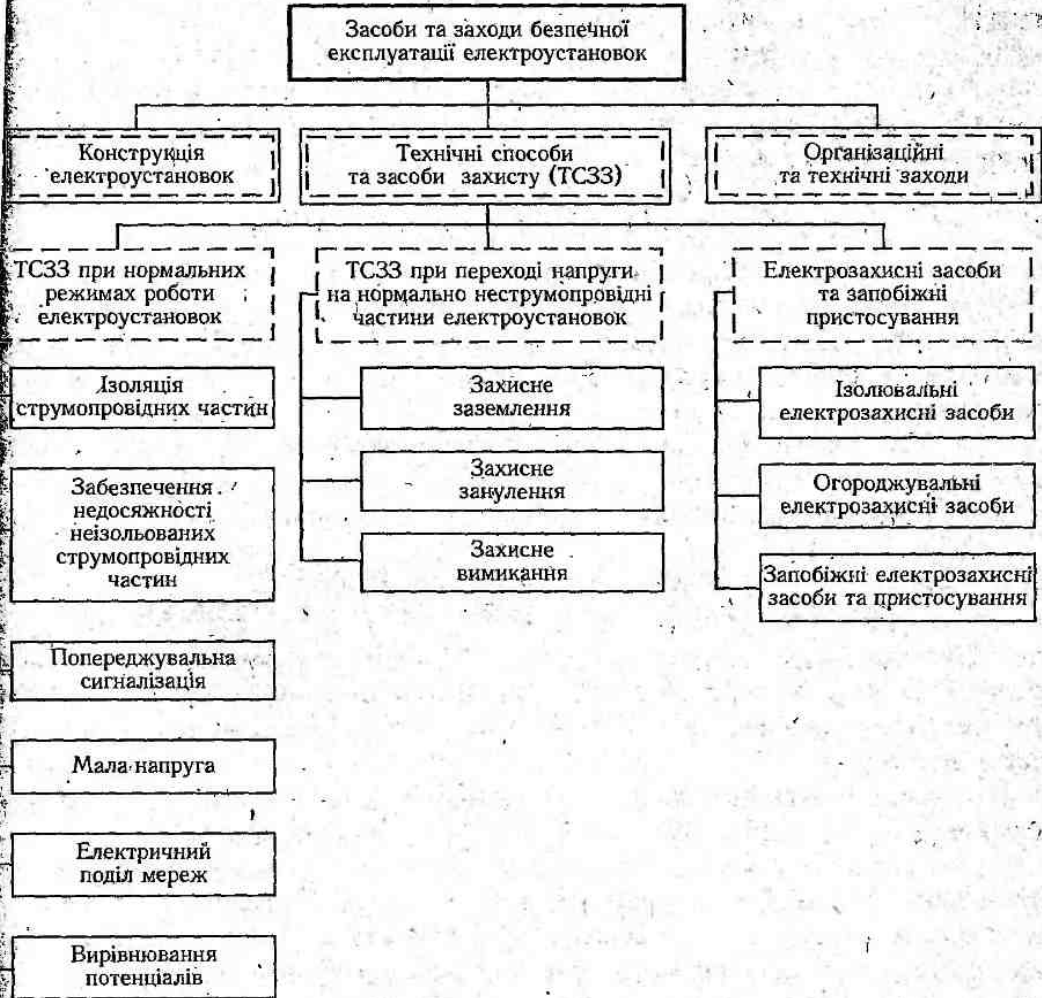 Засоби та заходи безпечної
експлуатації електроустановок
Конструкція
електроустановок
Технічні способи
та засоби захисту (ТСЗЗ)
Організаційні
та технічні заходи
ТСЗЗ при нормальних
режимах роботи
електроустановок
ТСЗЗ при переході напруги
на нормально неструмопровідні
частини електроустановок
Електрозахисні засоби
та запобіжні
пристосування
Ізоляція
струмопровідних частин
Забезпечення
недосяжності
неізольованих
струмопровідних
частин
Попереджувальна
сигналізація
Мала напруга
Електричний
поділ мереж
Вирівнювання
потенціалів
Захисне
заземлення
Захисне
занулення
Захисне
вимикання
Ізолювальні
електрозахисні засоби
Огороджувальні
електрозахисні засоби
Запобіжні електрозахисні
засоби та пристосування